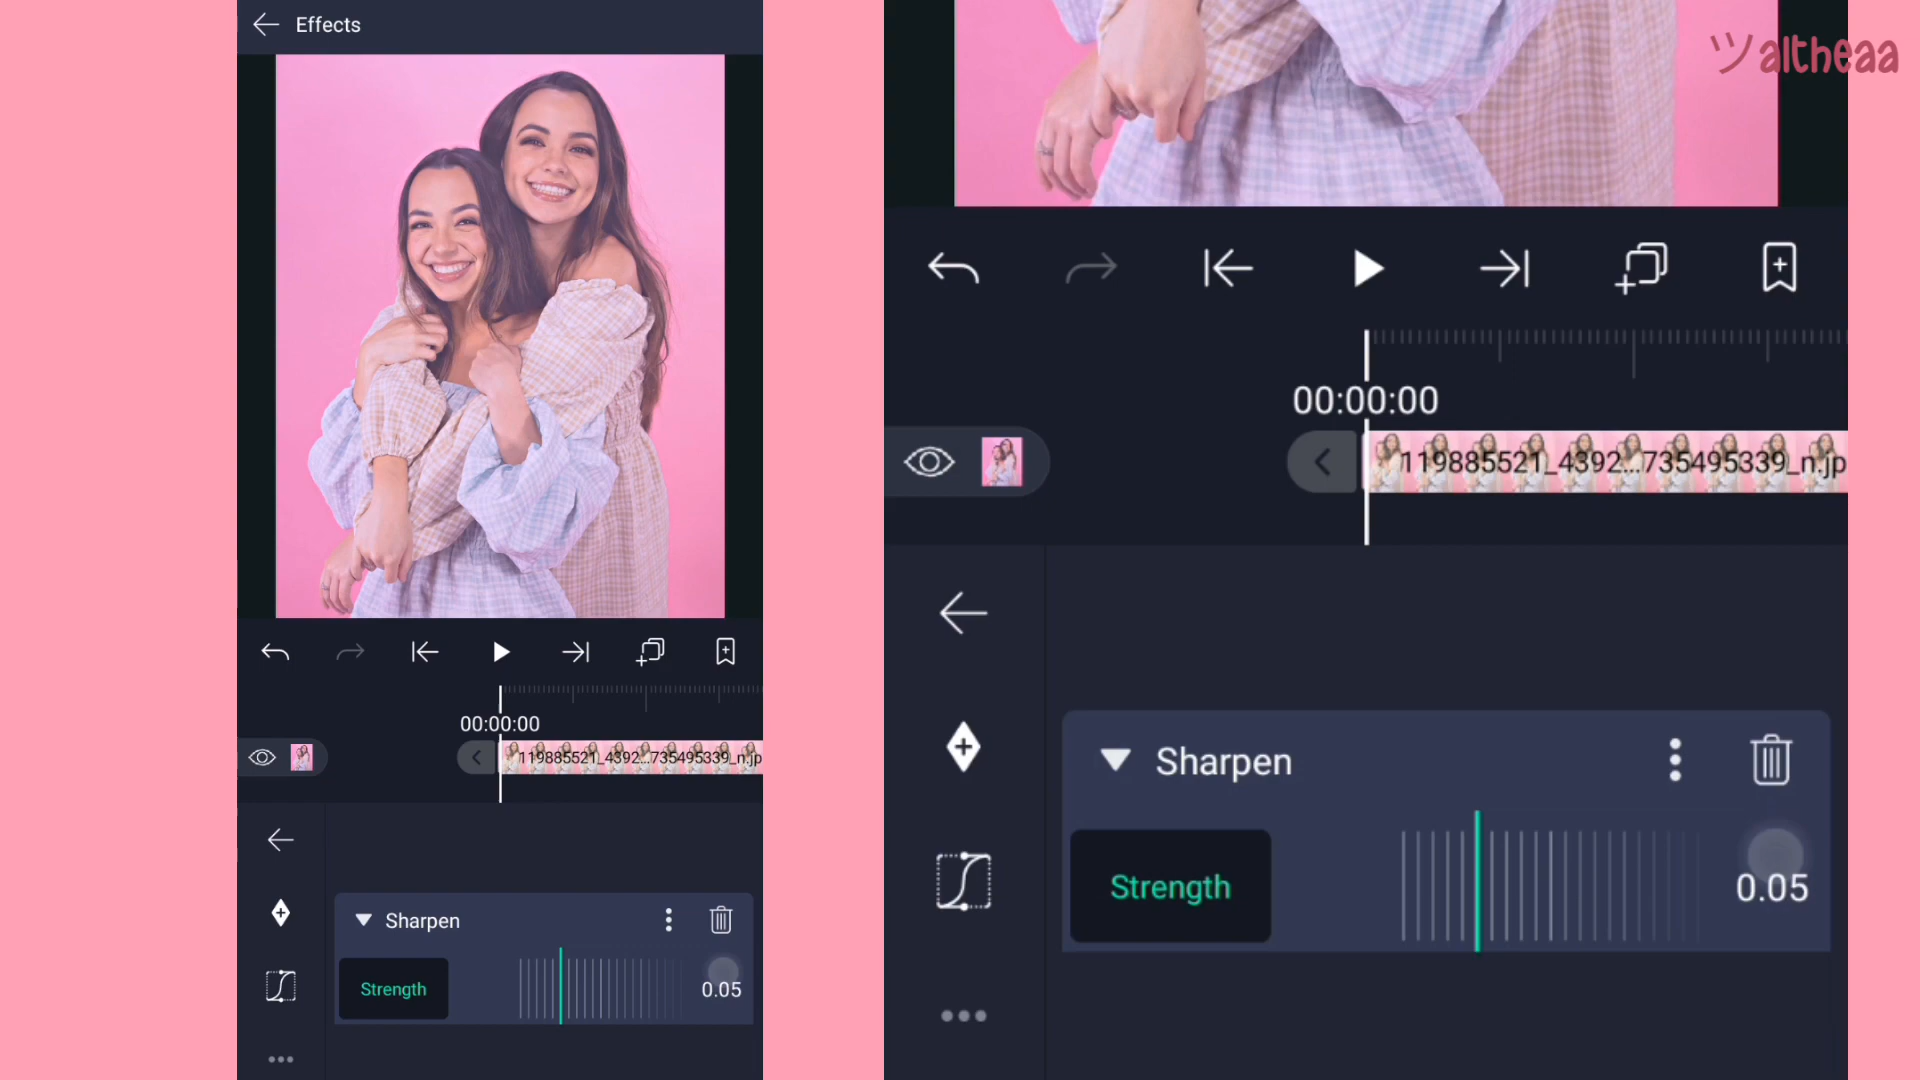 Effects
00:00:00
119885521_4392...735495339_n.jp
Sharpen
Strength
0.05
ツaltheaa
00:00:00
119885521_4392...735495339_n.jp
Sharpen
Strength
0.05